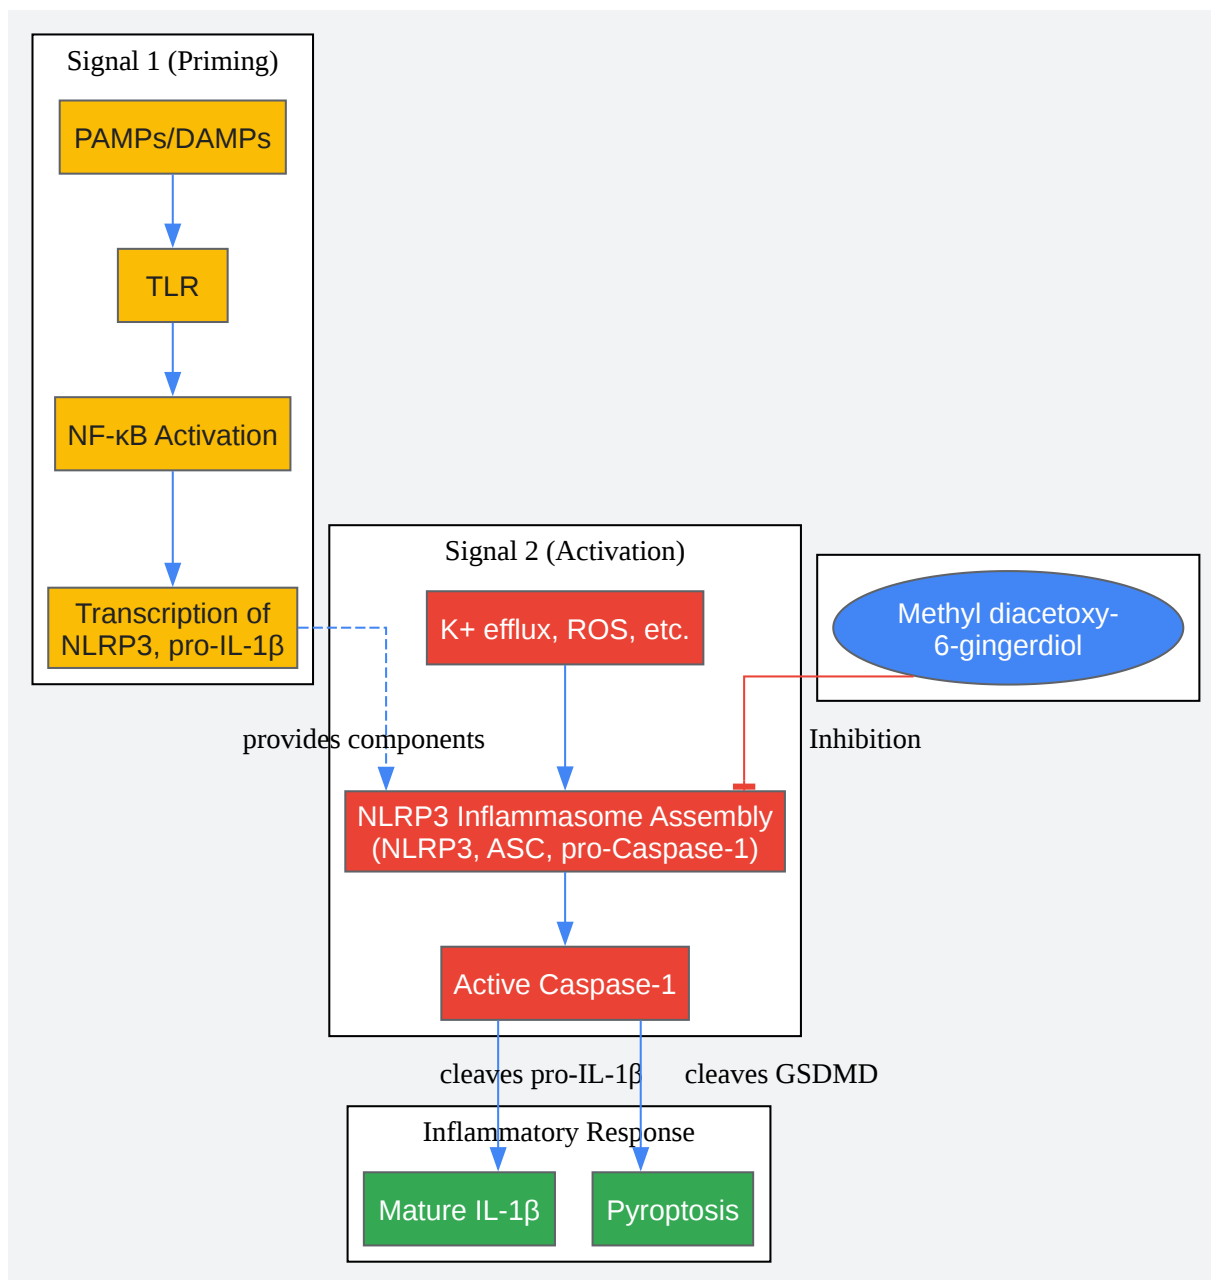 Signal 1 (Priming)
PAMPs/DAMPs
TLR
NF-κB Activation
Transcription of
NLRP3, pro-IL-1β
Signal 2 (Activation)
K+ efflux, ROS, etc.
Methyl diacetoxy-
6-gingerdiol
provides components
Inhibition
NLRP3 Inflammasome Assembly
(NLRP3, ASC, pro-Caspase-1)
Active Caspase-1
cleaves pro-IL-1β
cleaves GSDMD
Inflammatory Response
Mature IL-1β
Pyroptosis